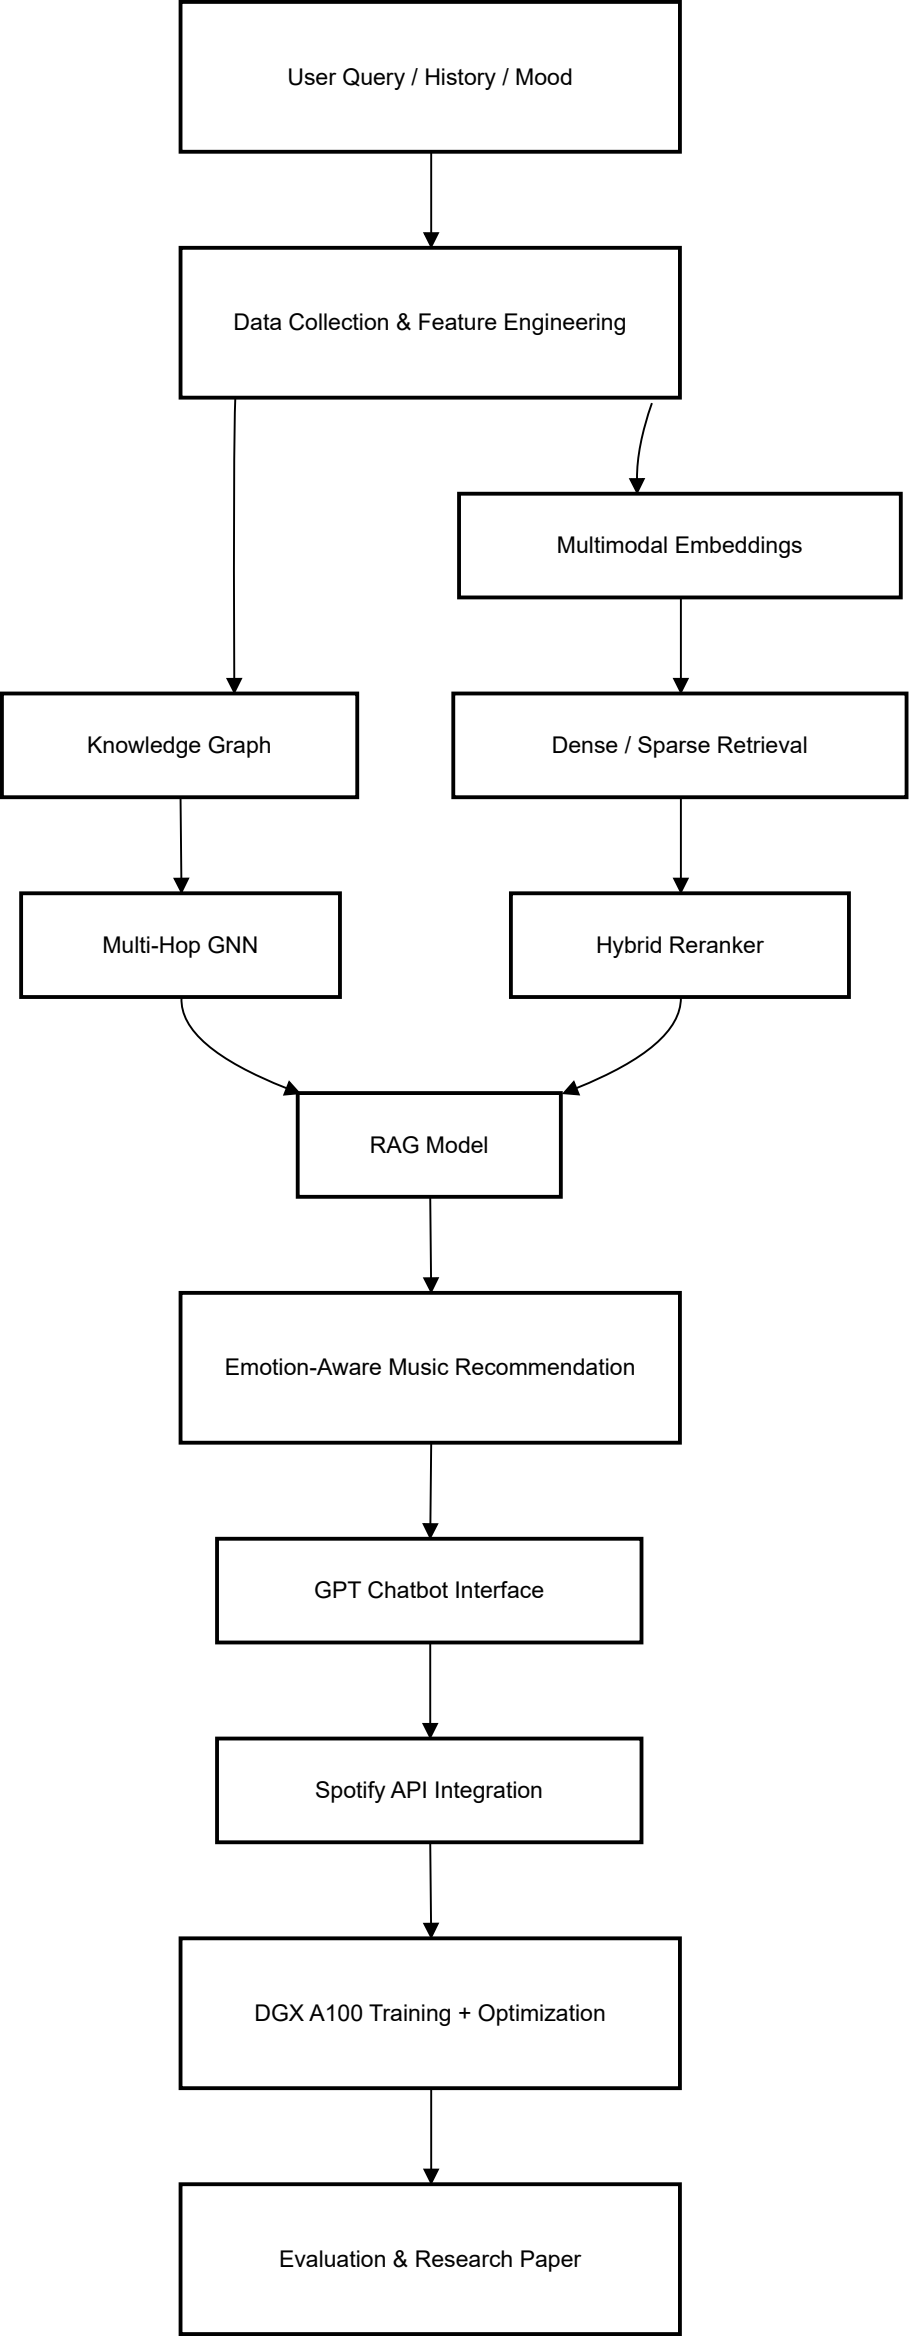 User Query / History / Mood
Data Collection & Feature Engineering
Multimodal Embeddings
Knowledge Graph
Dense / Sparse Retrieval
Multi-Hop GNN
Hybrid Reranker
RAG Model
Emotion-Aware Music Recommendation
GPT Chatbot Interface
Spotify API Integration
DGX A100 Training + Optimization
Evaluation & Research Paper